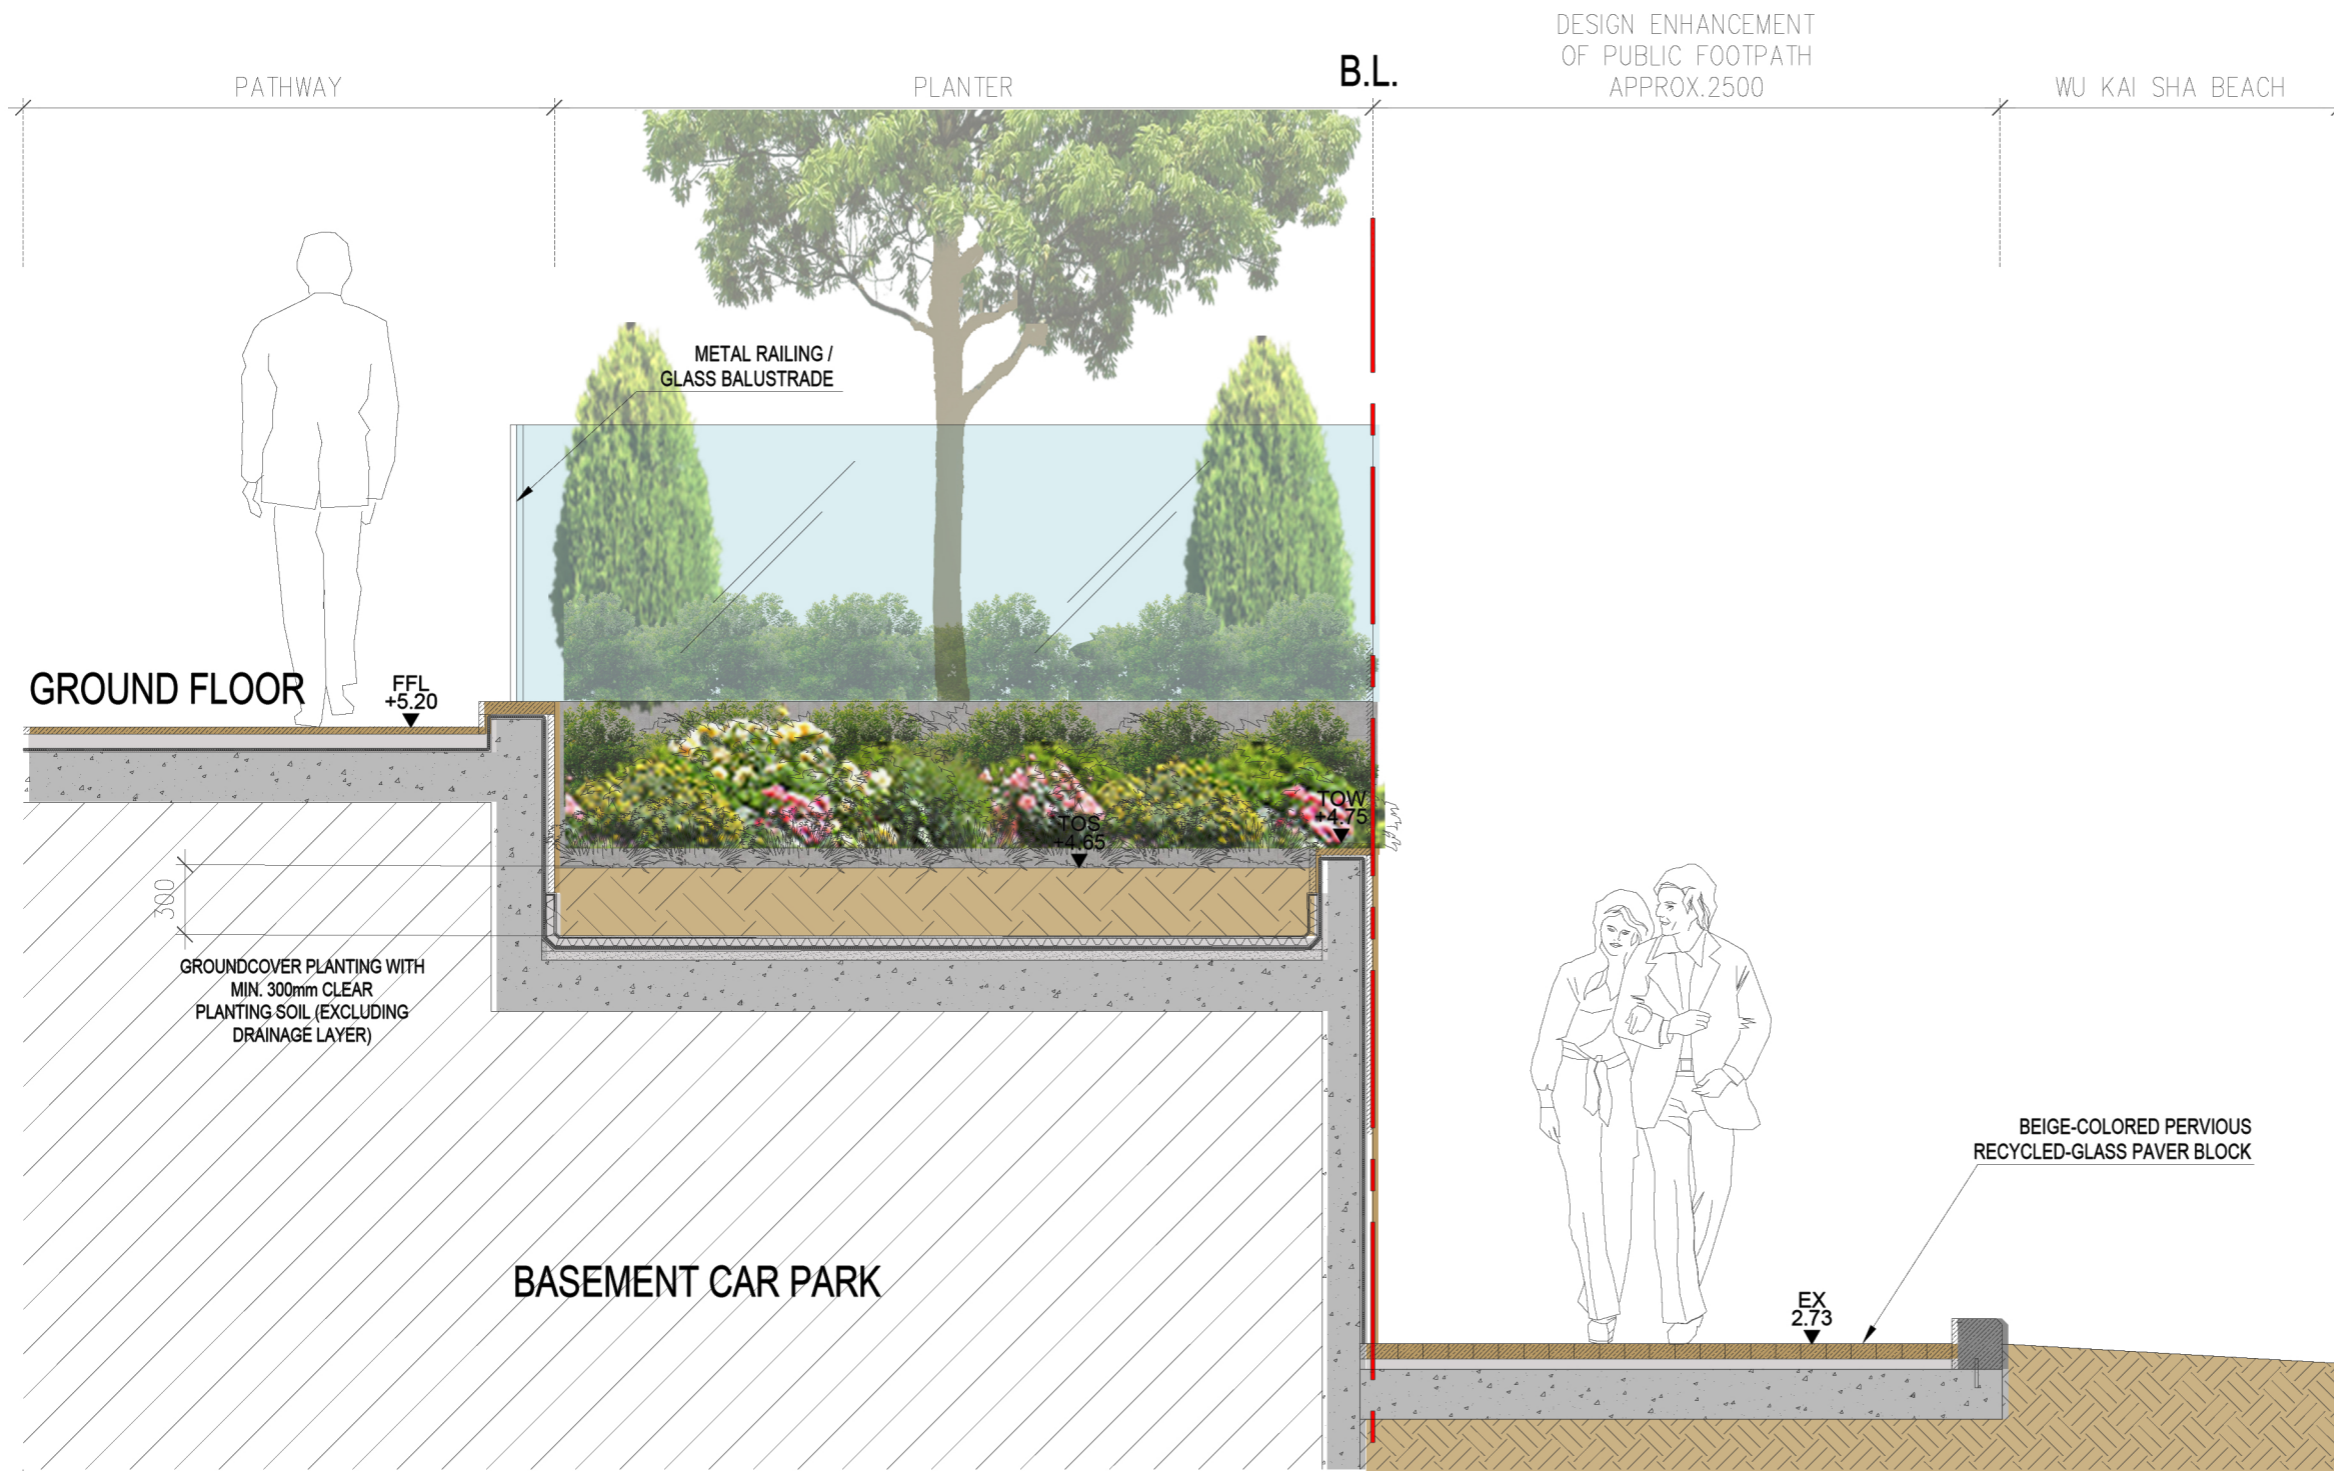 DESIGN ENHANCEMENT
OF PUBLIC FOOTPATH
APPROX.2500
PATHWAY
PLANTER
B.L.
WU KAI SHA BEACH
METAL RAILING /
GLASS BALUSTRADE
GROUND FLOOR
FFL
+5.20
TOW
+4.75
TOS
+4.65
300
GROUNDCOVER PLANTING WITH
MIN. 300mm CLEAR
PLANTING SOIL (EXCLUDING
DRAINAGE LAYER)
BEIGE-COLORED PERVIOUS
RECYCLED-GLASS PAVER BLOCK
BASEMENT CAR PARK
EX
2.73